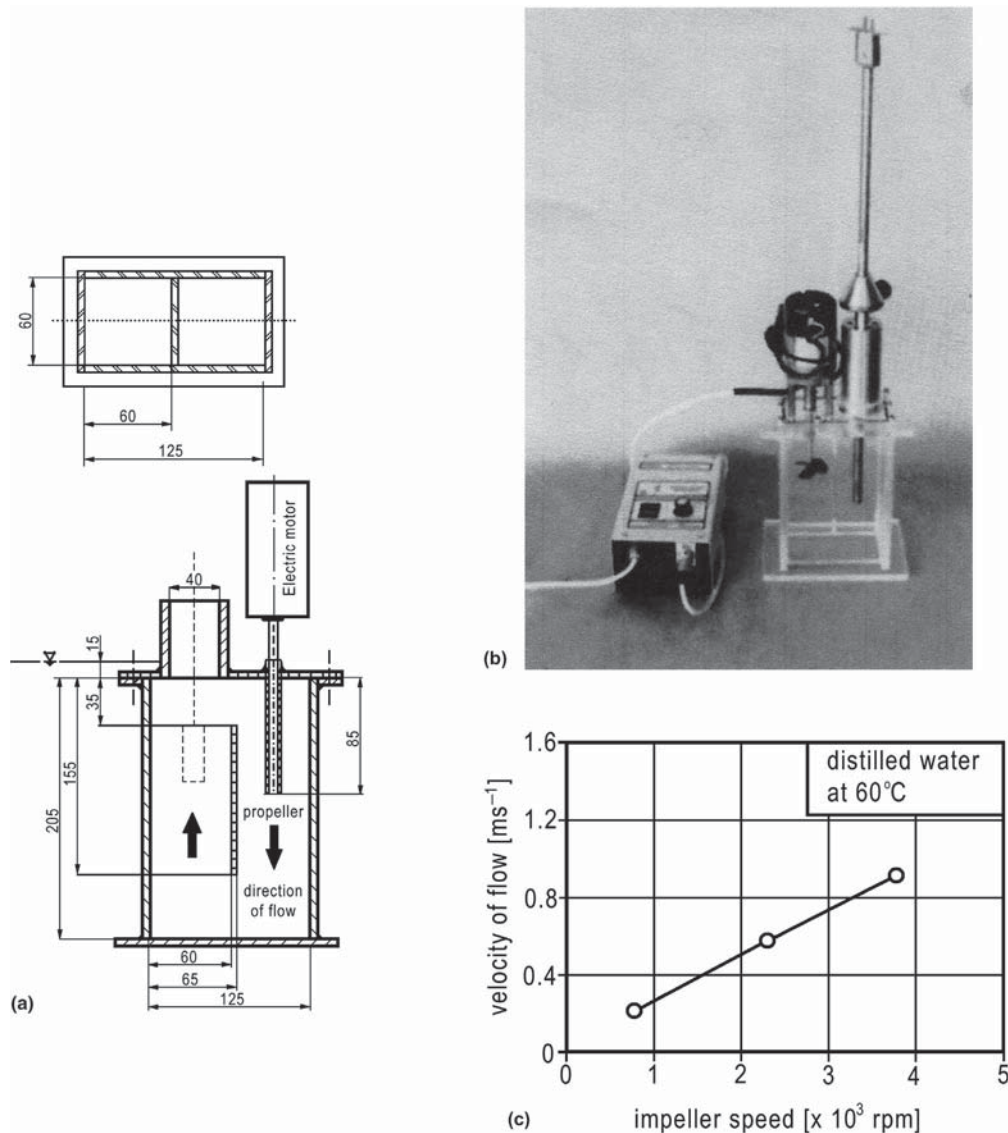 60
60
125
Electric motor
40
15
35
155
205
85
propeller
direction
of flow
60
65
125
(a)
(b)
1.6
1.2
0.8
0.4
0
velocity of flow [ms⁻¹]
distilled water
at 60°C
0 1 2 3 4 5
impeller speed [x 10³ rpm]
(c)